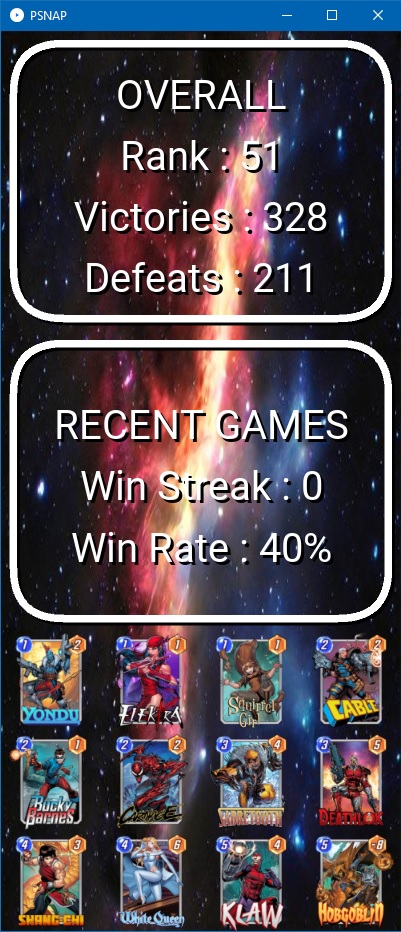 PSNAP
OVERALL
Rank : 51
Victories : 328
Defeats : 211
RECENT GAMES
Win Streak : 0
Win Rate : 40%
1 2 1 1 1 1 2 2
YONDU ELEKTRA Squirrel Girl CABLE
2 1 2 2 3 4 3 5
Bucky Barnes CARNAGE SABRETOOTH DEATHLOK
4 3 4 6 5 4 5 -8
SHANG-CHI White Queen KLAW HOBGOBLIN